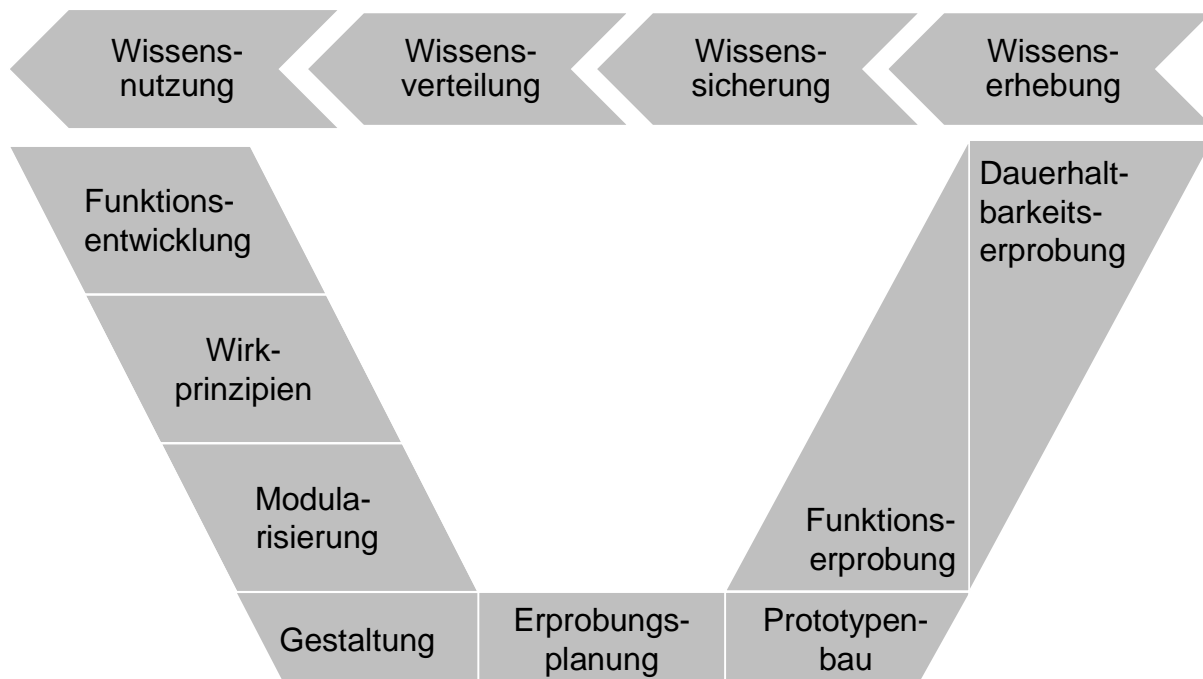 Wissens-
nutzung
Wissens-
verteilung
Wissens-
sicherung
Wissens-
erhebung
Funktions-
entwicklung
Wirk-
prinzipien
Modula-
risierung
Gestaltung
Erprobungs-
planung
Prototypen-
bau
Funktions-
erprobung
Dauerhalt-
barkeits-
erprobung